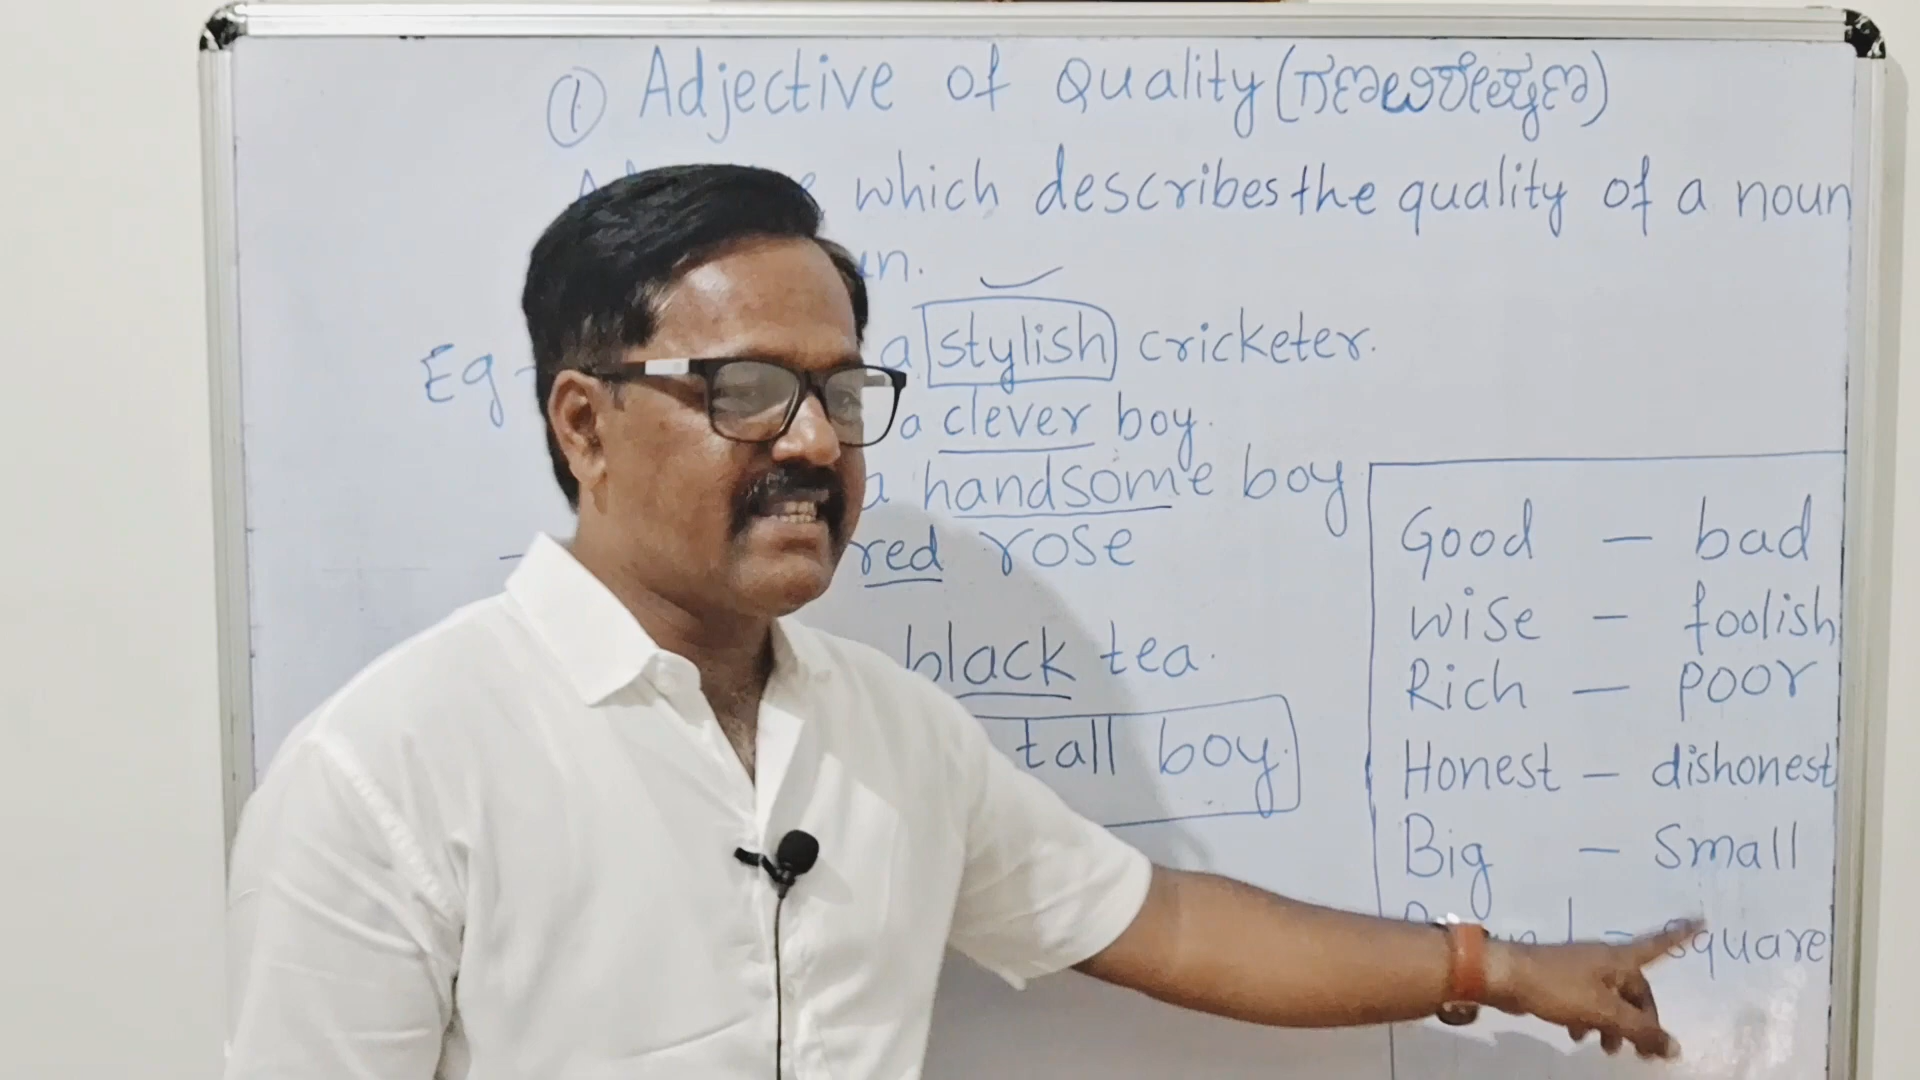 ① Adjective of Quality (ಗುಣವಿಶೇಷಣ)
which describes the quality of a noun
Eg - a stylish cricketer.
a clever boy.
a handsome boy
- red rose
black tea.
tall boy.
Good - bad
wise - foolish
Rich - poor
Honest - dishonest
Big - small
- square